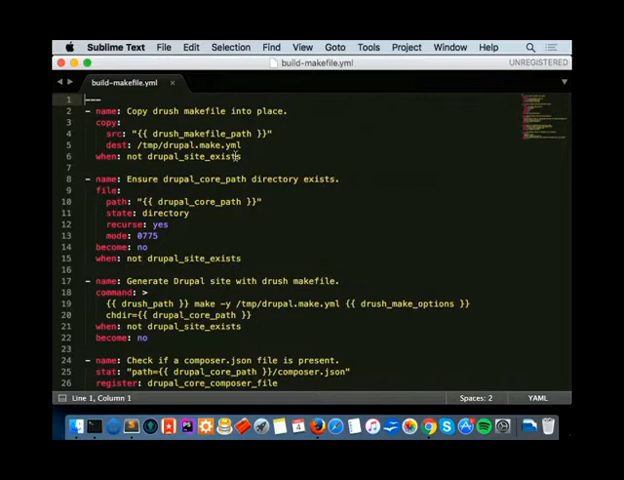 Sublime Text File Edit Selection Find View Goto Tools Project Window Help
build-makefile.yml UNREGISTERED
build-makefile.yml
1 ---
2 - name: Copy drush makefile into place.
3 copy:
4 src: "{{ drush_makefile_path }}"
5 dest: /tmp/drupal.make.yml
6 when: not drupal_site_exists
7
8 - name: Ensure drupal_core_path directory exists.
9 file:
10 path: "{{ drupal_core_path }}"
11 state: directory
12 recurse: yes
13 mode: 0775
14 become: no
15 when: not drupal_site_exists
16
17 - name: Generate Drupal site with drush makefile.
18 command: >
19 {{ drush_path }} make -y /tmp/drupal.make.yml {{ drush_make_options }}
20 chdir={{ drupal_core_path }}
21 when: not drupal_site_exists
22 become: no
23
24 - name: Check if a composer.json file is present.
25 stat: "path={{ drupal_core_path }}/composer.json"
26 register: drupal_core_composer_file
Line 1, Column 1 Spaces: 2 YAML